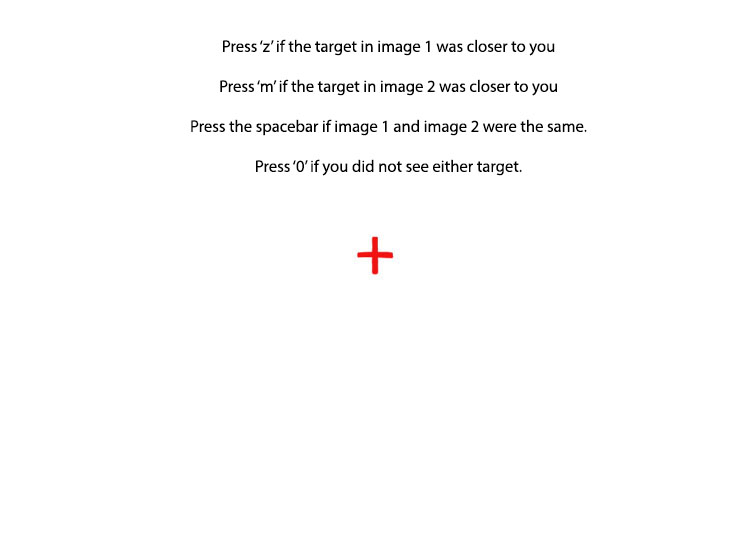 Press ‘z’ if the target in image 1 was closer to you
Press ‘m’ if the target in image 2 was closer to you
Press the spacebar if image 1 and image 2 were the same.
Press ‘0’ if you did not see either target.